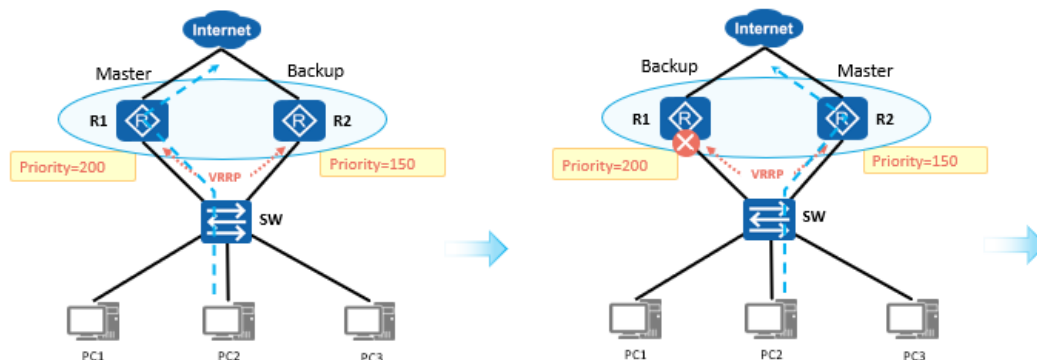 Internet
Master
Backup
R1
R
R
R2
Priority=200
VRRP
Priority=150
SW
PC1
PC2
PC3
Internet
Backup
Master
R1
R
R
R2
Priority=200
VRRP
Priority=150
SW
PC1
PC2
PC3